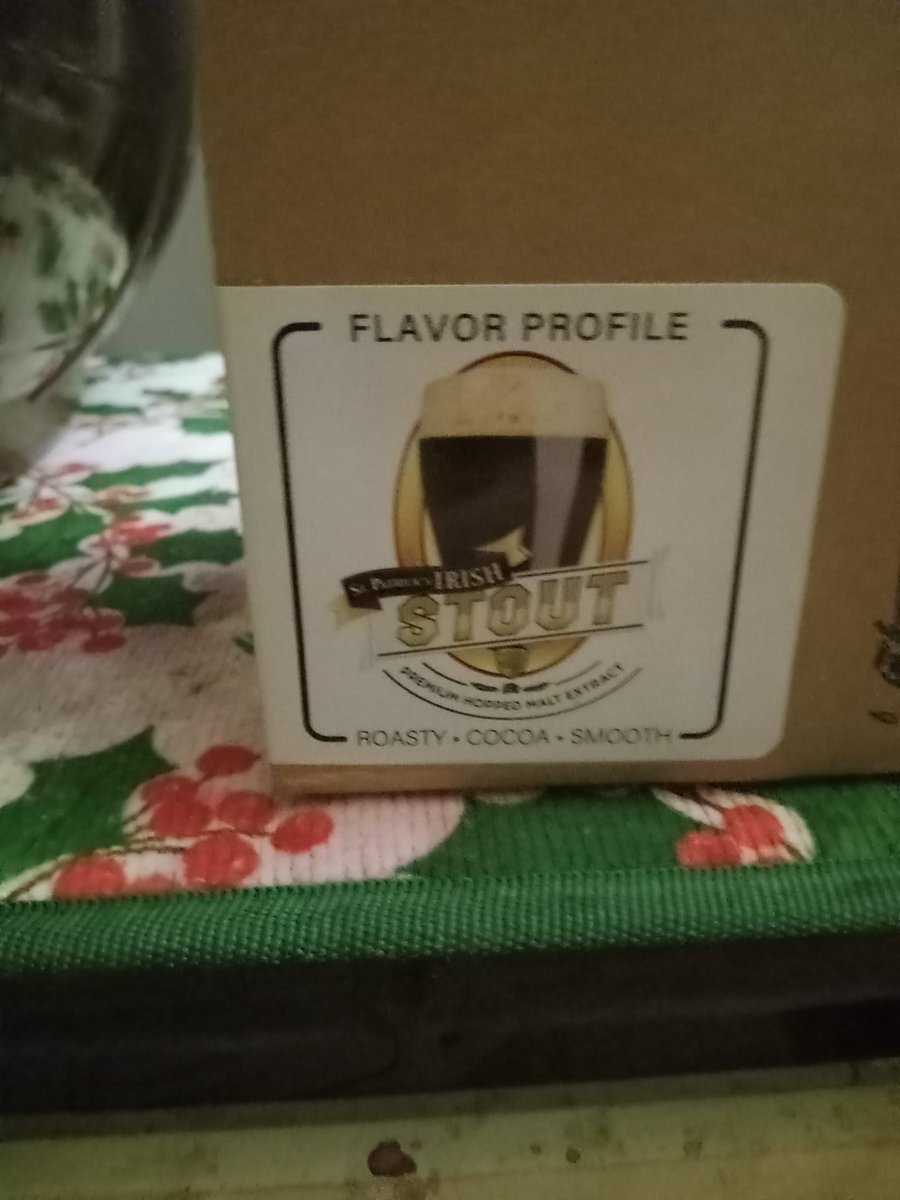 FLAVOR PROFILE
ST. PATRICK'S IRISH
STOUT
PREMIUM HOPPED MALT EXTRACT
ROASTY • COCOA • SMOOTH